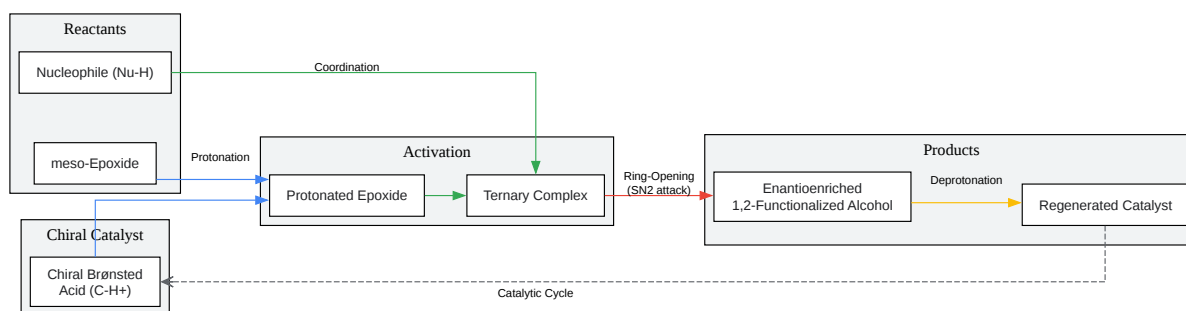 Reactants
Nucleophile (Nu-H)
Coordination
meso-Epoxide
Protonation
Activation
Protonated Epoxide
Ternary Complex
Ring-Opening
(SN2 attack)
Products
Enantioenriched
1,2-Functionalized Alcohol
Deprotonation
Regenerated Catalyst
Chiral Catalyst
Chiral Brønsted
Acid (C-H+)
Catalytic Cycle